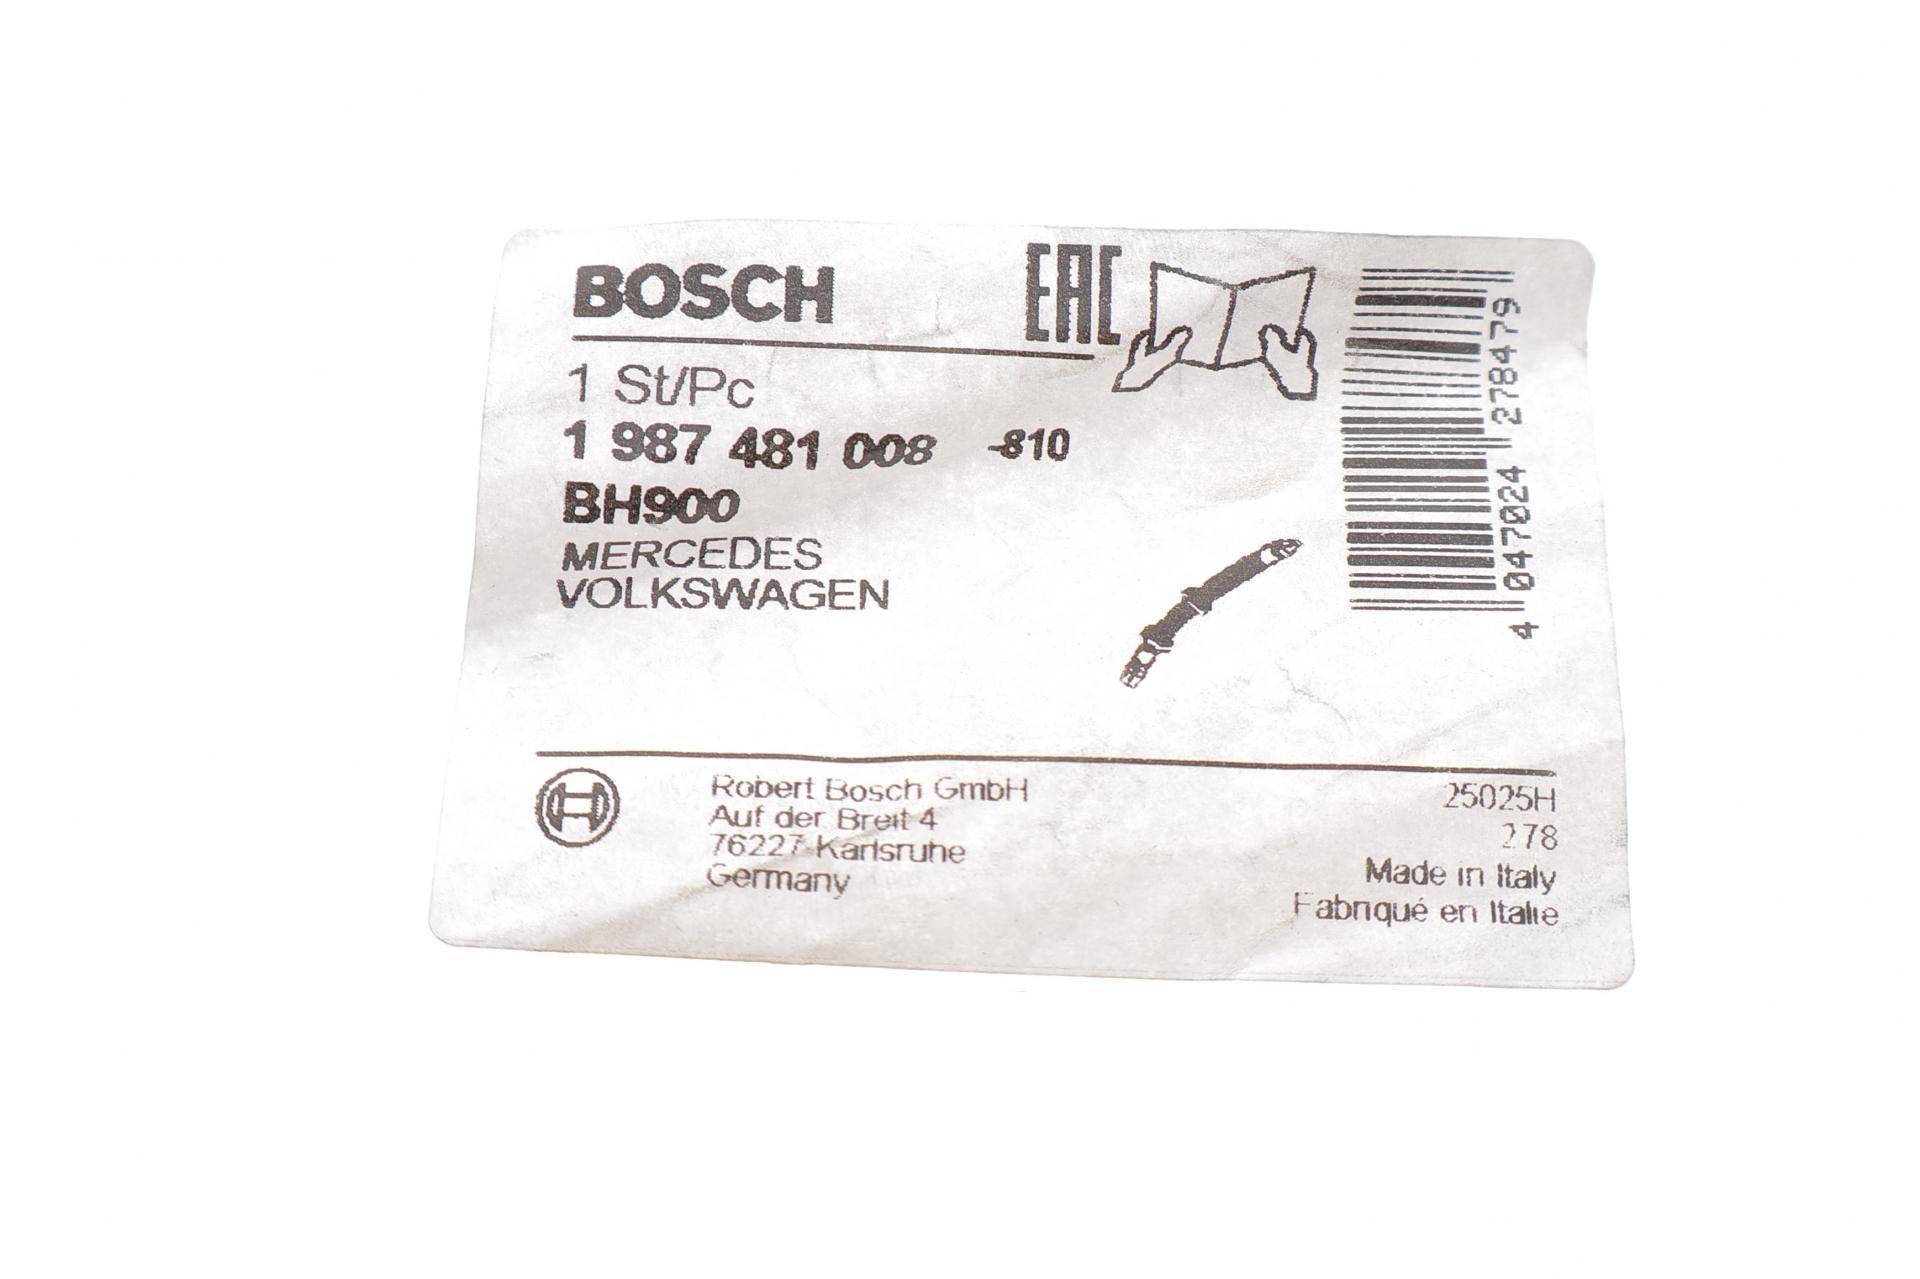 BOSCH
EAC
1 St/Pc
1 987 481 008 -810
BH900
MERCEDES
VOLKSWAGEN
4 047024 278479
Robert Bosch GmbH
Auf der Breit 4
76227 Karlsruhe
Germany
25025H
278
Made in Italy
Fabriqué en Italie